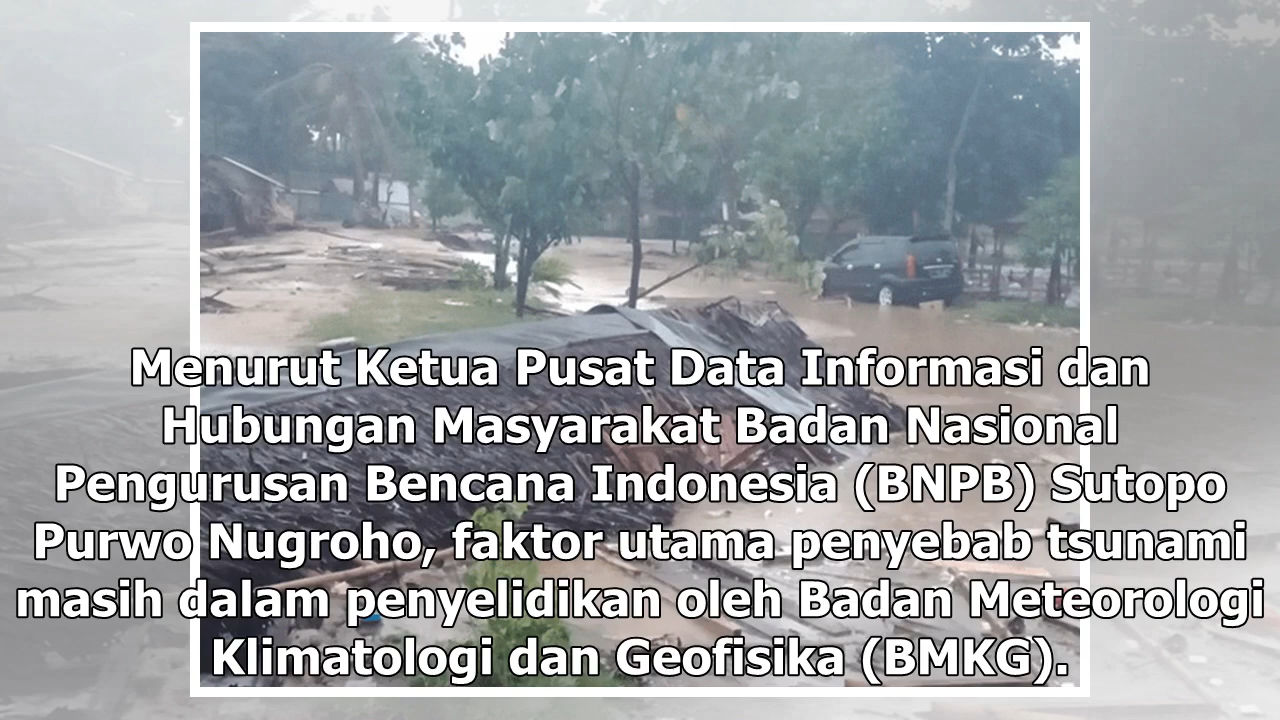 Menurut Ketua Pusat Data Informasi dan
Hubungan Masyarakat Badan Nasional
Pengurusan Bencana Indonesia (BNPB) Sutopo
Purwo Nugroho, faktor utama penyebab tsunami
masih dalam penyelidikan oleh Badan Meteorologi
Klimatologi dan Geofisika (BMKG).